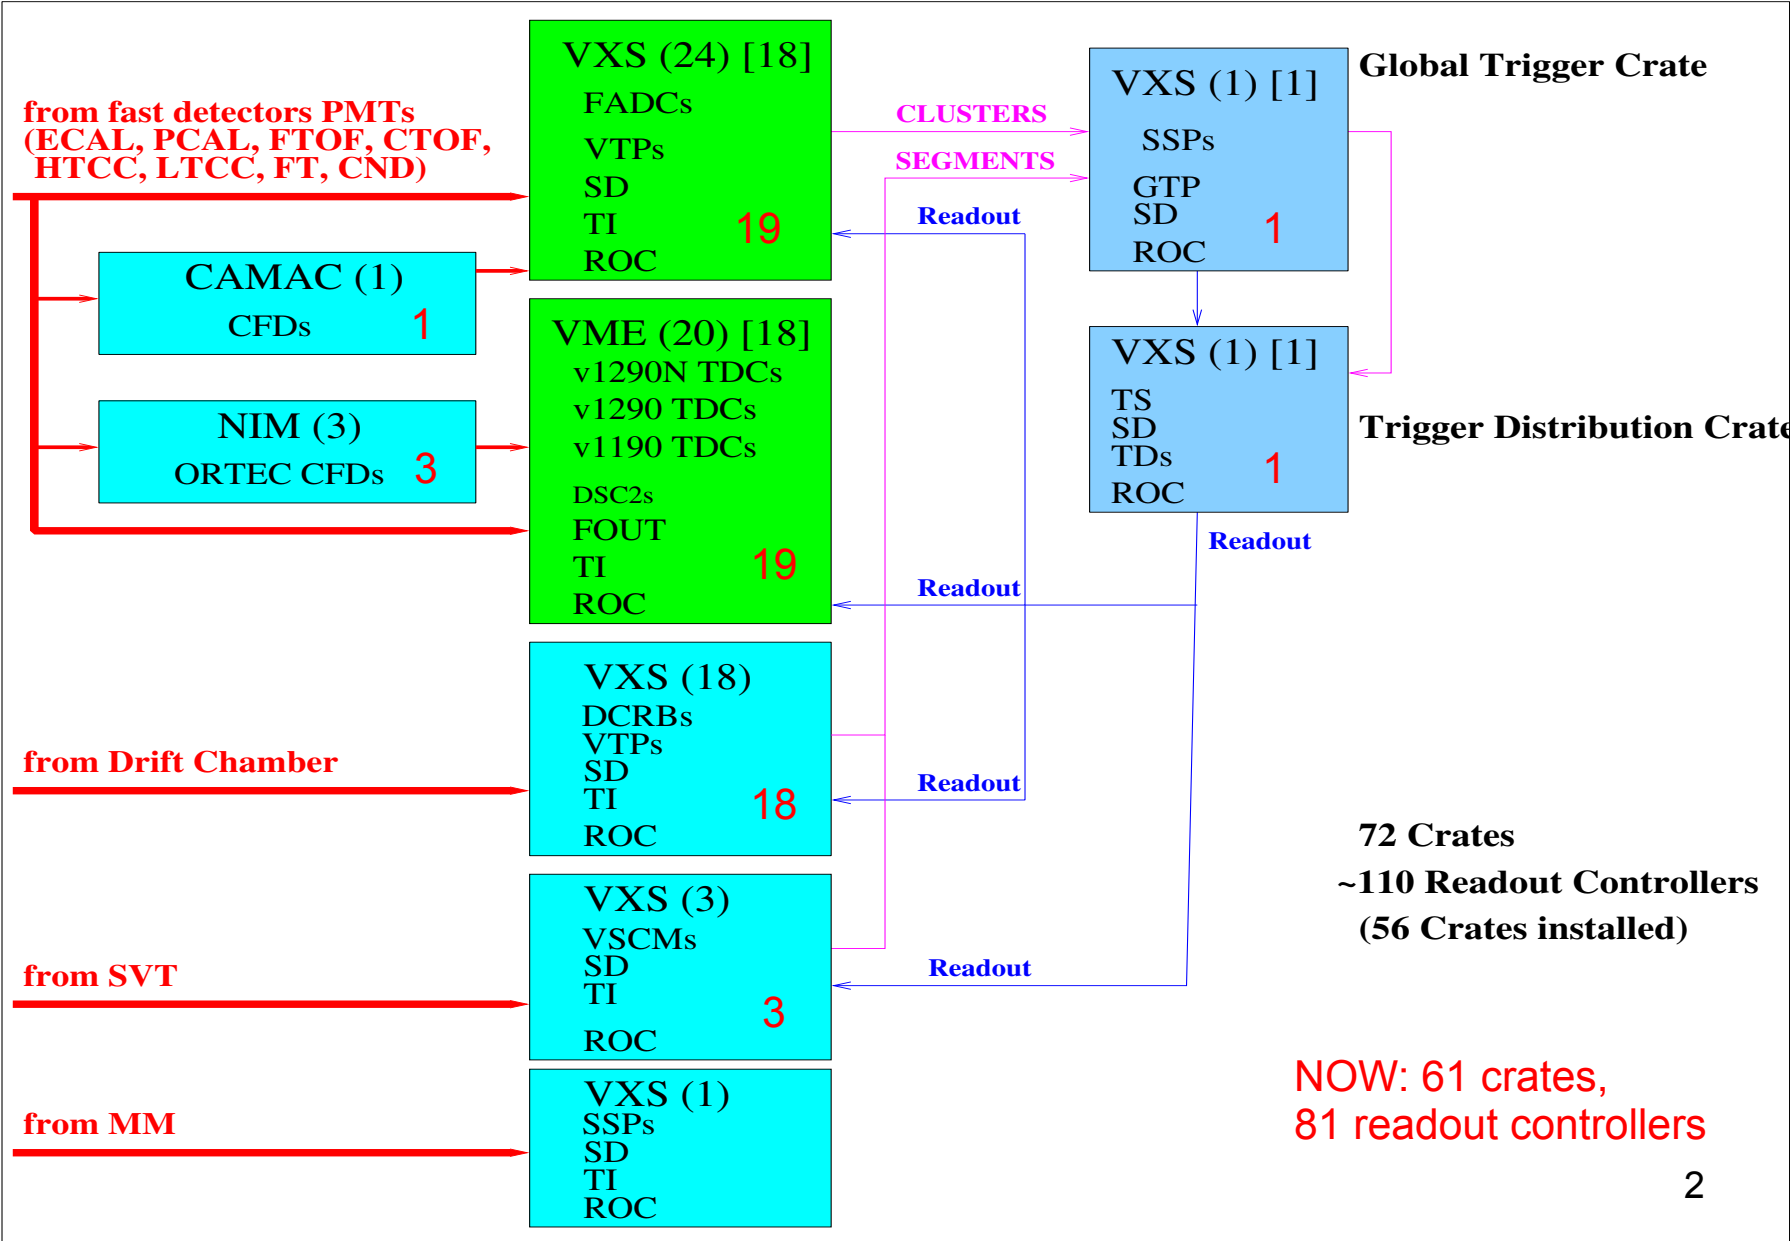 from fast detectors PMTs
(ECAL, PCAL, FTOF, CTOF,
HTCC, LTCC, FT, CND)
CAMAC (1)
CFDs
1
NIM (3)
ORTEC CFDs
3
from Drift Chamber
from SVT
from MM
VXS (24) [18]
FADCs
VTPs
SD
TI
ROC
19
VME (20) [18]
v1290N TDCs
v1290 TDCs
v1190 TDCs
DSC2s
FOUT
TI
ROC
19
VXS (18)
DCRBs
VTPs
SD
TI
ROC
18
VXS (3)
VSCMs
SD
TI
ROC
3
VXS (1)
SSPs
SD
TI
ROC
CLUSTERS
SEGMENTS
Readout
Readout
Readout
Readout
VXS (1) [1]
SSPs
GTP
SD
ROC
1
Global Trigger Crate
VXS (1) [1]
TS
SD
TDs
ROC
1
Trigger Distribution Crate
Readout
72 Crates
~110 Readout Controllers
(56 Crates installed)
NOW: 61 crates,
81 readout controllers
2